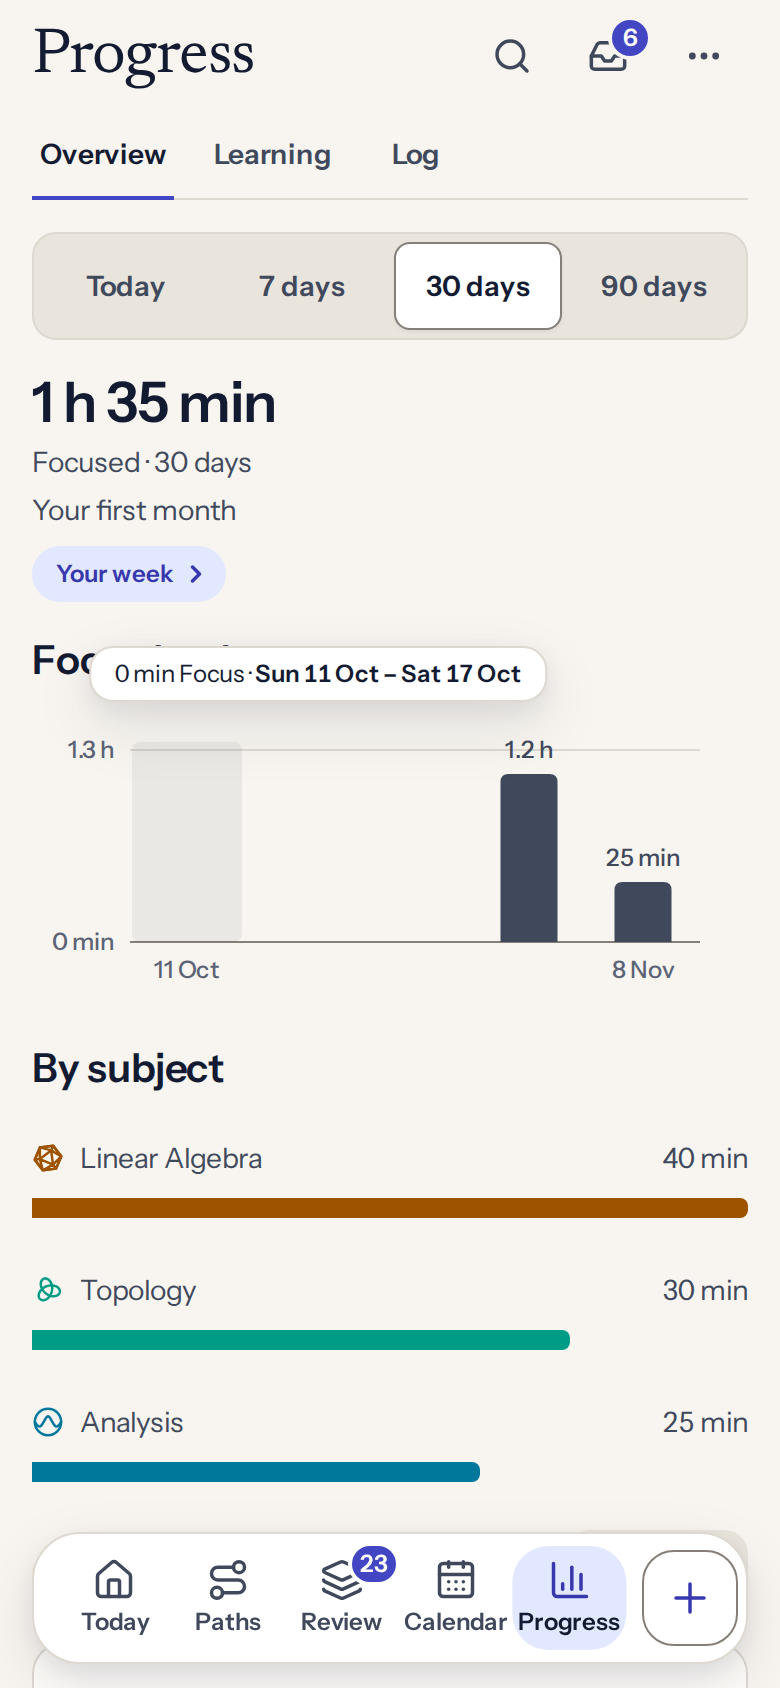 Progress
6
Overview Learning Log
Today 7 days 30 days 90 days
1 h 35 min
Focused · 30 days
Your first month
Your week
0 min Focus · Sun 11 Oct – Sat 17 Oct
1.3 h
1.2 h
25 min
0 min
11 Oct 8 Nov
By subject
Linear Algebra 40 min
Topology 30 min
Analysis 25 min
23
Today Paths Review Calendar Progress